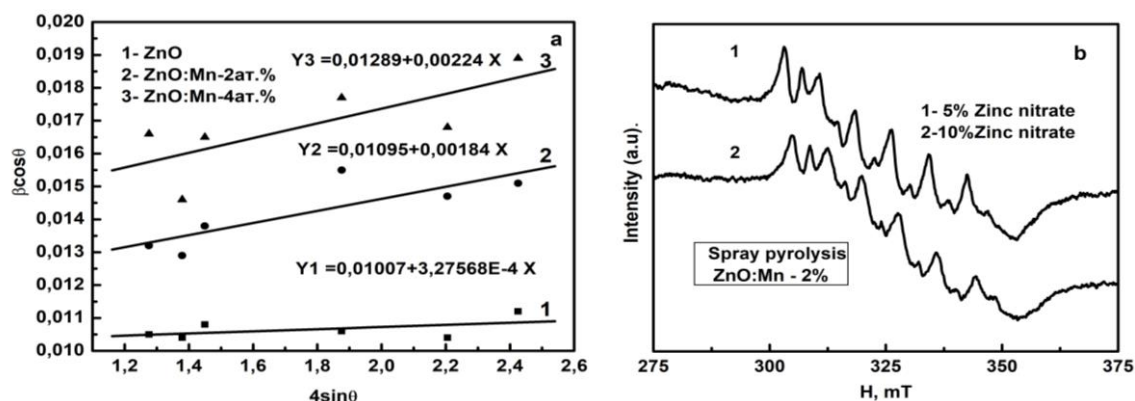 0,020
0,019
0,018
0,017
0,016
0,015
0,014
0,013
0,012
0,011
0,010
βcosθ
a
1- ZnO
2- ZnO:Mn-2ат.%
3- ZnO:Mn-4ат.%
Y3=0,01289+0,00224 X
3
Y2=0,01095+0,00184 X
2
Y1=0,01007+3,27568E-4 X
1
1,2 1,4 1,6 1,8 2,0 2,2 2,4 2,6
4sinθ
Intensity (a.u).
b
1
1- 5% Zinc nitrate
2-10%Zinc nitrate
2
Spray pyrolysis
ZnO:Mn - 2%
275 300 325 350 375
H, mT